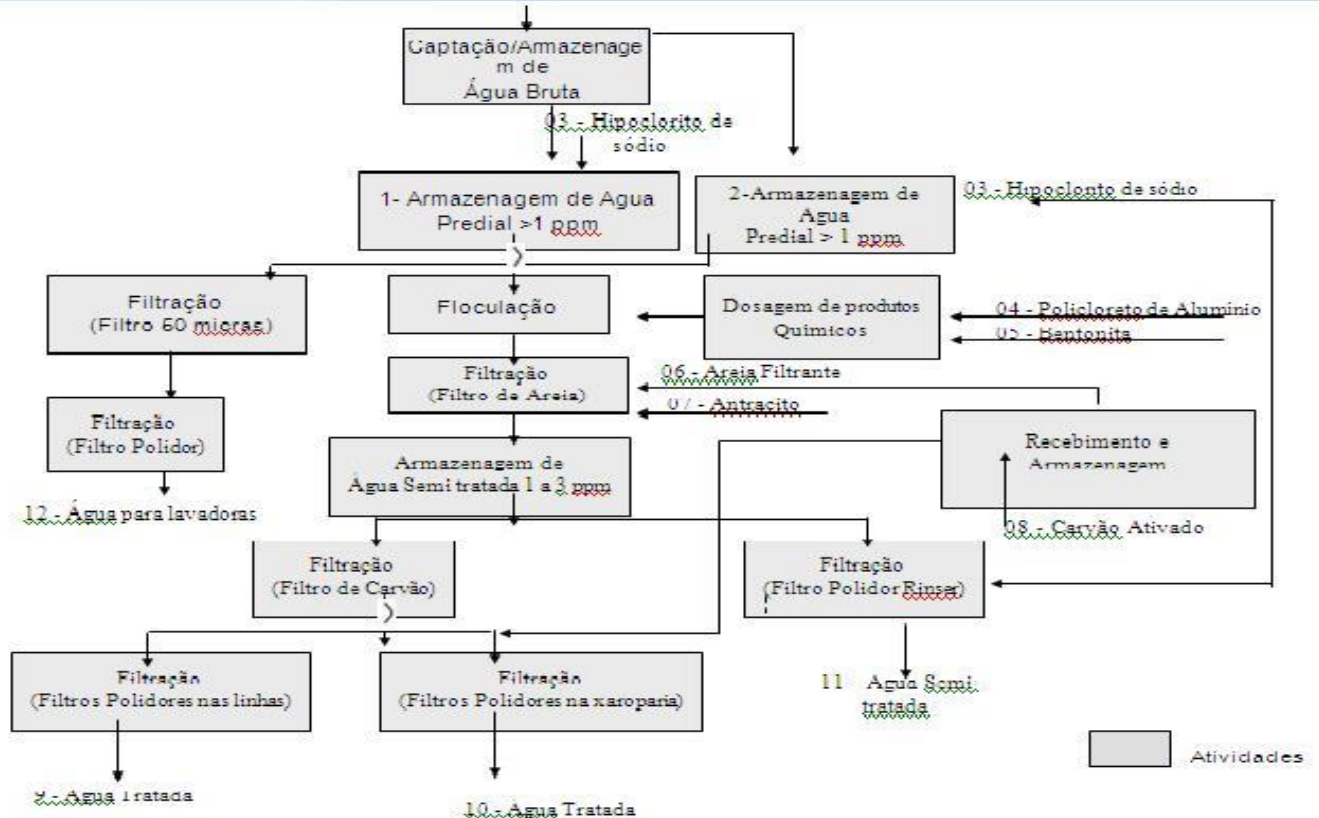 Captação/Armazenage
m de
Água Bruta
03 - Hipoclorito de
sódio
1- Armazenagem de Agua
Predial >1 ppm
2-Armazenagem de
Agua
Predial > 1 ppm
03 - Hipoclorito de sódio
Filtração
(Filtro 50 micras)
Floculação
Dosagem de produtos
Químicos
04 - Policloreto de Alumínio
05 - Bentonita
Filtração
(Filtro de Areia)
06 - Areia Filtrante
07 - Antracito
Filtração
(Filtro Polidor)
Armazenagem de
Água Semi tratada 1 a 3 ppm
Recebimento e
Armazenagem
12 - Água para lavadoras
08 - Carvão Ativado
Filtração
(Filtro de Carvão)
Filtração
(Filtro Polidor Rinser)
Filtração
(Filtros Polidores nas linhas)
Filtração
(Filtros Polidores na xaroparia)
11 Agua Semi
tratada
Atividades
9 - Agua Tratada
10 - Água Tratada